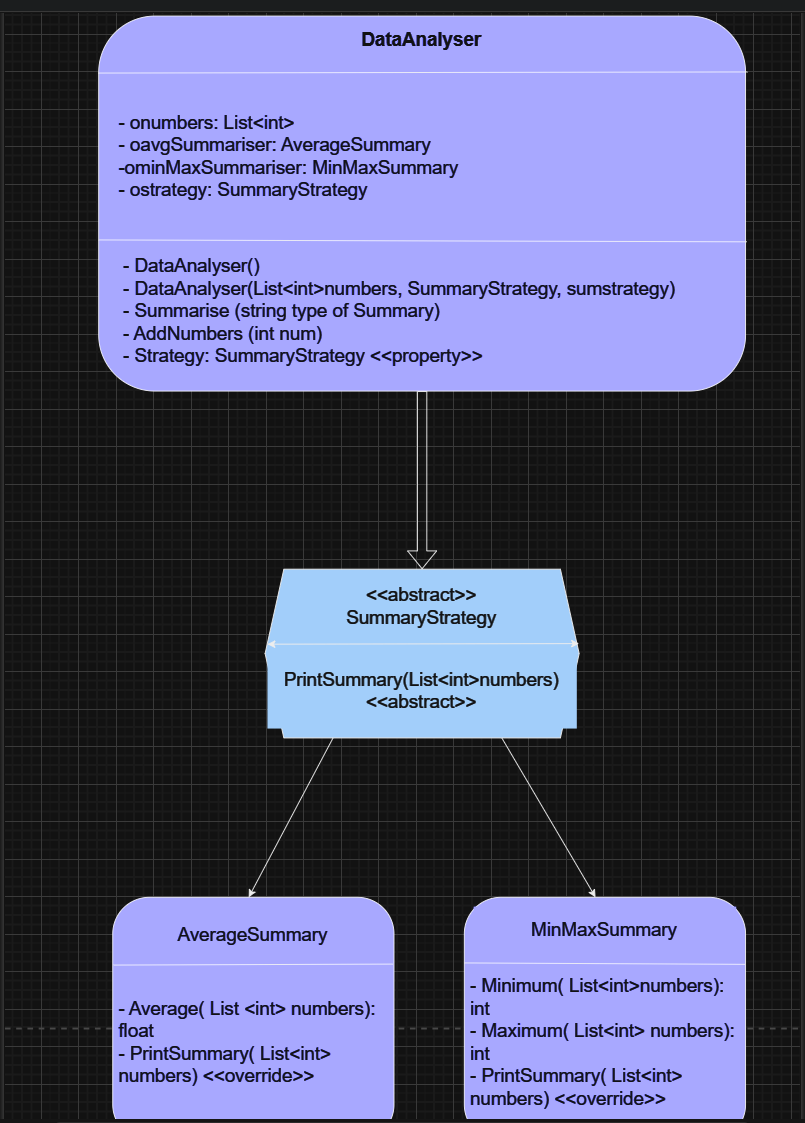 DataAnalyser
- onumbers: List<int>
- oavgSummariser: AverageSummary
-ominMaxSummariser: MinMaxSummary
- ostrategy: SummaryStrategy
- DataAnalyser()
- DataAnalyser(List<int>numbers, SummaryStrategy, sumstrategy)
- Summarise (string type of Summary)
- AddNumbers (int num)
- Strategy: SummaryStrategy <<property>>
<<abstract>>
SummaryStrategy
PrintSummary(List<int>numbers)
<<abstract>>
AverageSummary
- Average( List <int> numbers):
float
- PrintSummary( List<int>
numbers) <<override>>
MinMaxSummary
- Minimum( List<int>numbers):
int
- Maximum( List<int> numbers):
int
- PrintSummary( List<int>
numbers) <<override>>